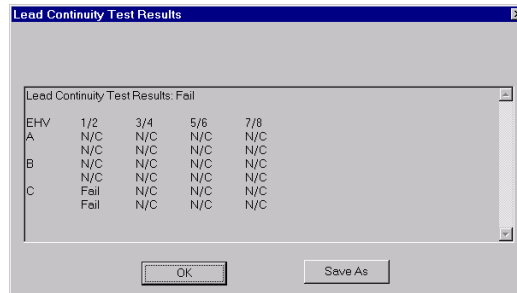 Lead Continuity Test Results
Lead Continuity Test Results: Fail
EHV 1/2 3/4 5/6 7/8
A N/C N/C N/C N/C
N/C N/C N/C N/C
B N/C N/C N/C N/C
N/C N/C N/C N/C
C Fail N/C N/C N/C
Fail N/C N/C N/C
OK Save As